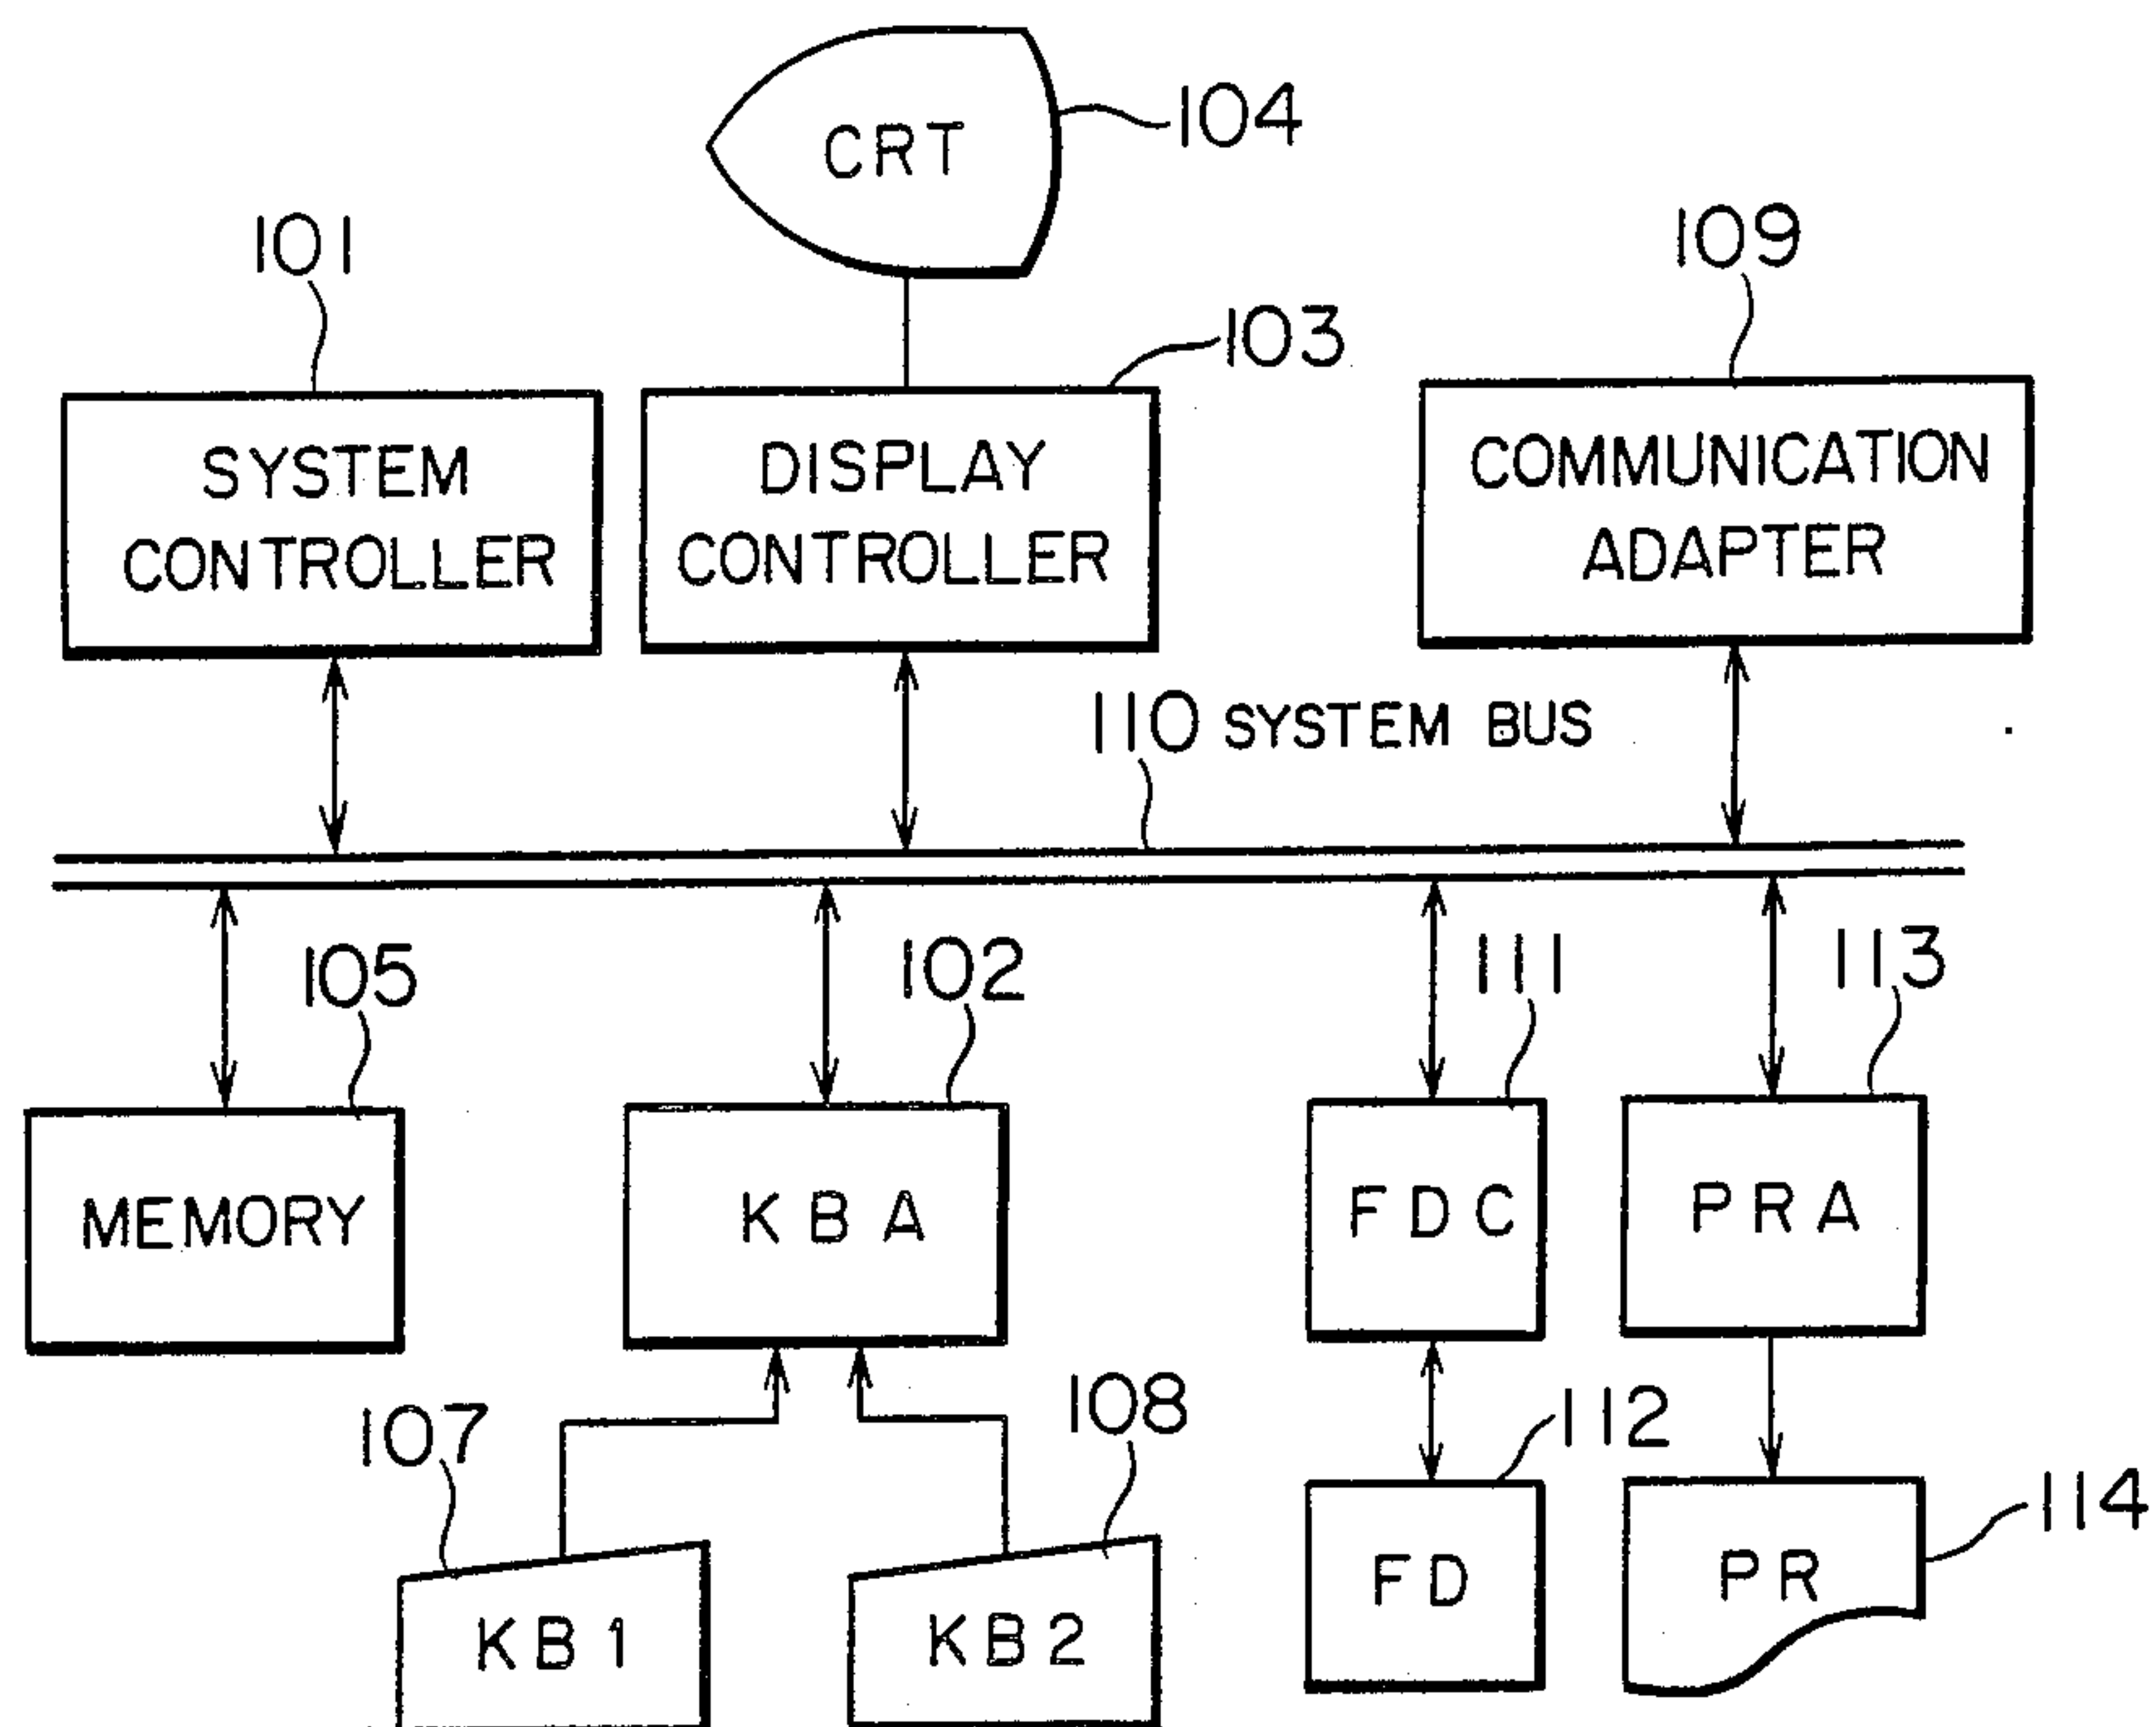 CRT
104
101
103
109
SYSTEM
CONTROLLER
DISPLAY
CONTROLLER
COMMUNICATION
ADAPTER
110 SYSTEM BUS
105
102
111
113
MEMORY
KBA
FDC
PRA
107
108
112
114
KB1
KB2
FD
PR